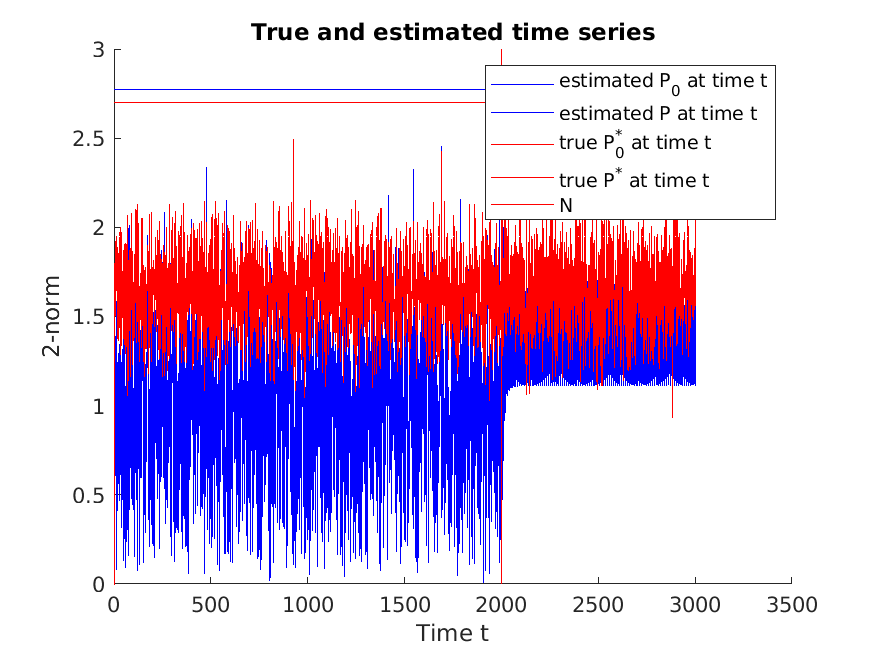 True and estimated time series
3
2.5
2
1.5
1
0.5
0
2-norm
estimated P₀ at time t
estimated P at time t
true P₀* at time t
true P* at time t
N
0 500 1000 1500 2000 2500 3000 3500
Time t